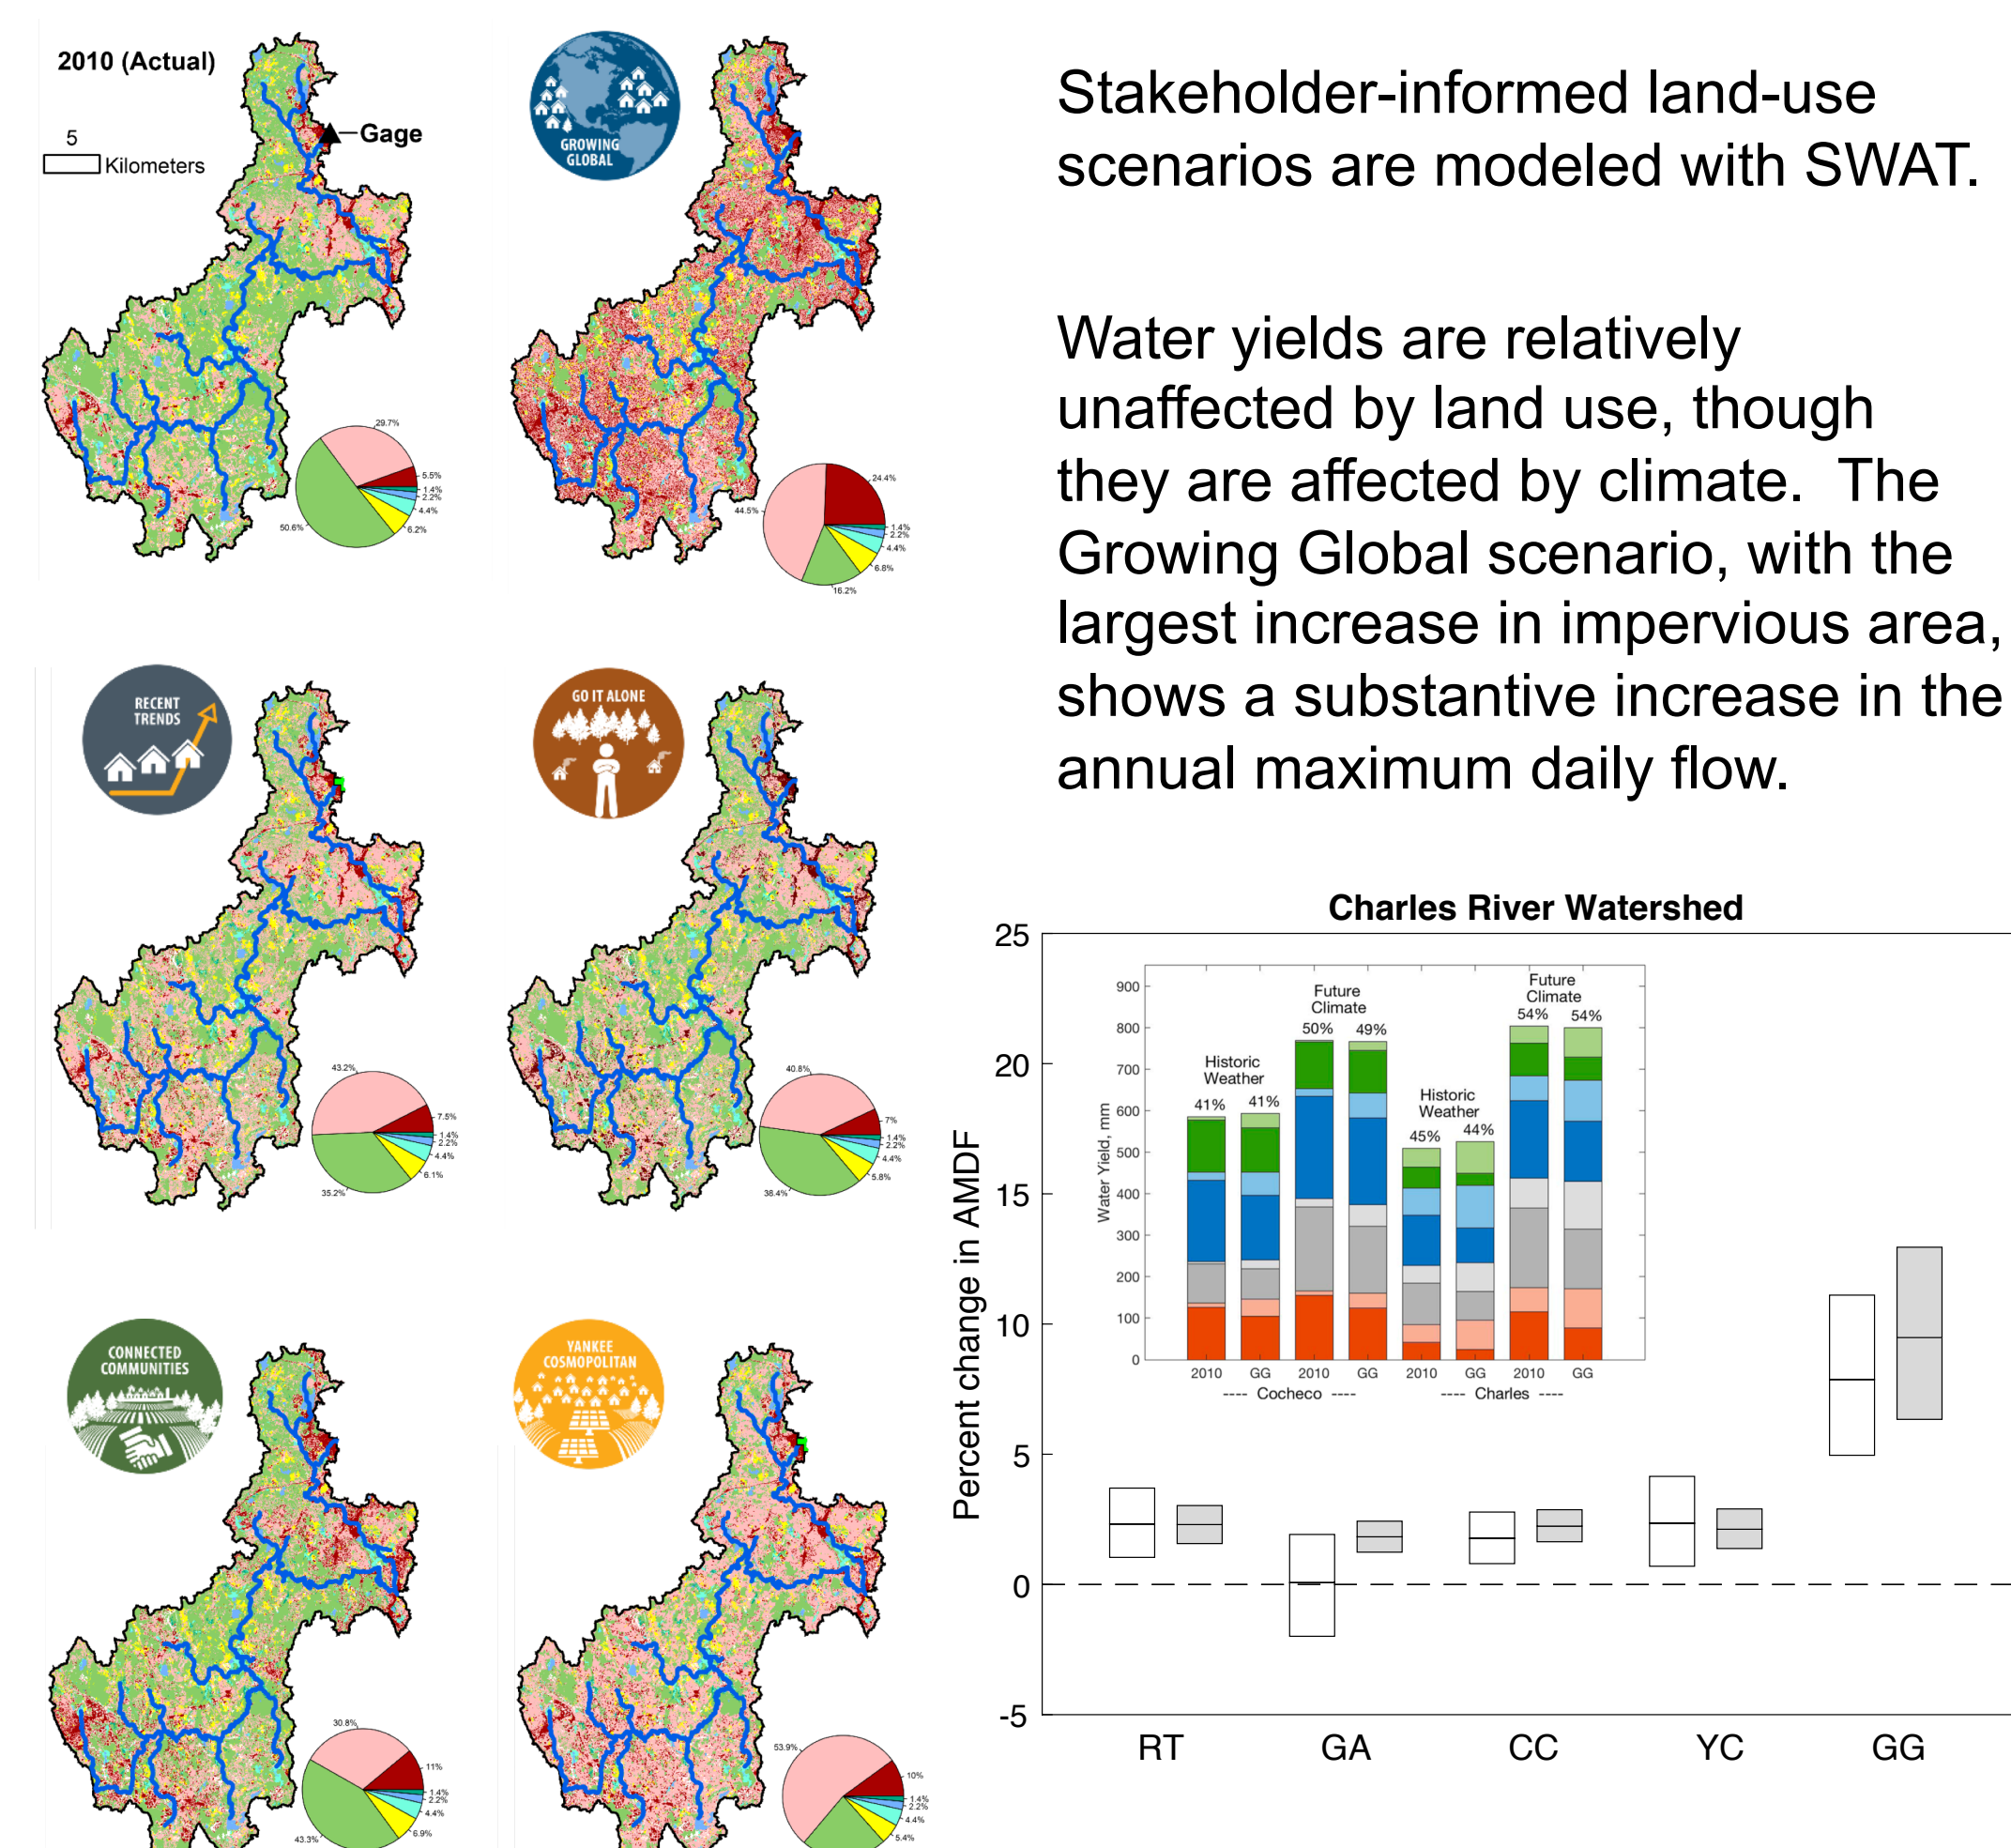 2010 (Actual)
5
Kilometers
Gage
29.7%
5.5%
1.4%
2.2%
4.4%
6.2%
50.6%
GROWING
GLOBAL
24.4%
44.5%
1.4%
2.2%
4.4%
6.8%
16.2%
RECENT
TRENDS
43.2%
7.5%
1.4%
2.2%
4.4%
6.1%
35.2%
GO IT ALONE
40.8%
7%
1.4%
2.2%
4.4%
5.8%
38.4%
CONNECTED
COMMUNITIES
30.8%
11%
1.4%
2.2%
4.4%
6.9%
43.3%
YANKEE
COSMOPOLITAN
53.9%
10%
1.4%
2.2%
4.4%
5.4%
Stakeholder-informed land-use
scenarios are modeled with SWAT.
Water yields are relatively
unaffected by land use, though
they are affected by climate. The
Growing Global scenario, with the
largest increase in impervious area,
shows a substantive increase in the
annual maximum daily flow.
Charles River Watershed
Percent change in AMDF
25
20
15
10
5
0
-5
RT GA CC YC GG
Water Yield, mm
900
800
700
600
500
400
300
200
100
0
Historic
Weather
41% 41%
Future
Climate
50% 49%
Historic
Weather
45% 44%
Future
Climate
54% 54%
2010 GG 2010 GG 2010 GG 2010 GG
---- Cocheco ---- ---- Charles ----